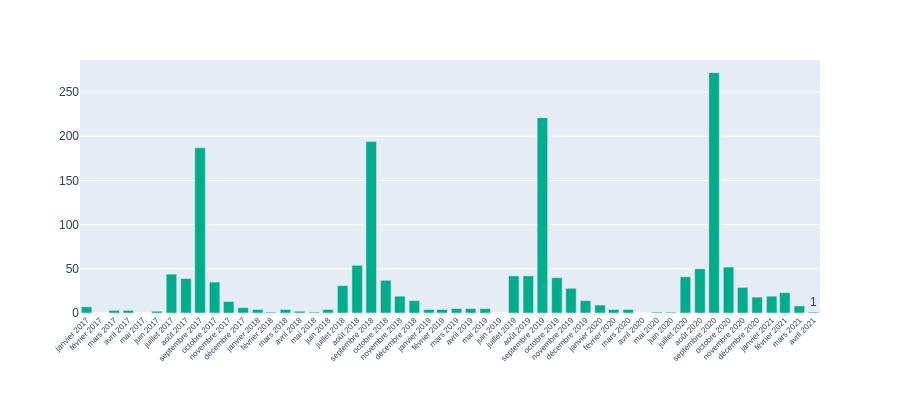 250
200
150
100
50
0
1
janvier 2017
février 2017
mars 2017
avril 2017
mai 2017
juin 2017
juillet 2017
août 2017
septembre 2017
octobre 2017
novembre 2017
décembre 2017
janvier 2018
février 2018
mars 2018
avril 2018
mai 2018
juin 2018
juillet 2018
août 2018
septembre 2018
octobre 2018
novembre 2018
décembre 2018
janvier 2019
février 2019
mars 2019
avril 2019
mai 2019
juin 2019
juillet 2019
août 2019
septembre 2019
octobre 2019
novembre 2019
décembre 2019
janvier 2020
février 2020
mars 2020
avril 2020
mai 2020
juin 2020
juillet 2020
août 2020
septembre 2020
octobre 2020
novembre 2020
décembre 2020
janvier 2021
février 2021
mars 2021
avril 2021